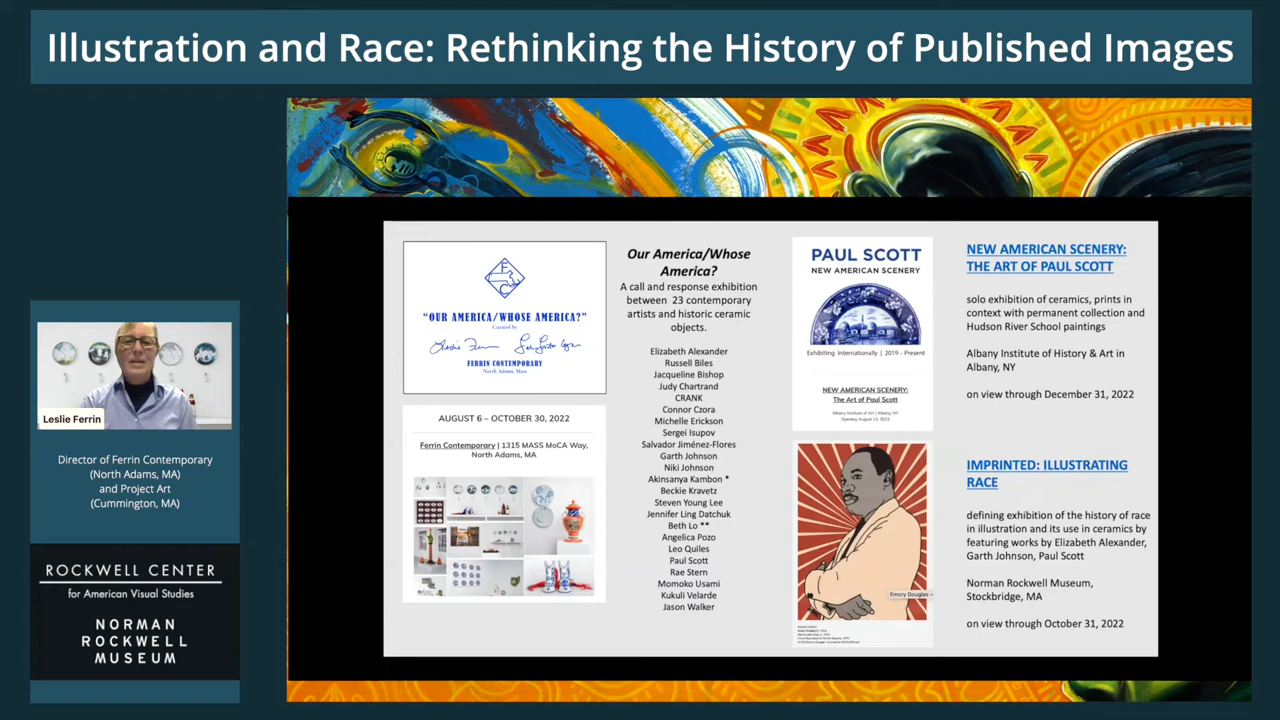 Illustration and Race: Rethinking the History of Published Images
Leslie Ferrin
Director of Ferrin Contemporary
(North Adams, MA)
and Project Art
(Cummington, MA)
ROCKWELL CENTER
for American Visual Studies
NORMAN
ROCKWELL
MUSEUM
F
C
"OUR AMERICA/WHOSE AMERICA?"
Curated by
FERRIN CONTEMPORARY
North Adams, Mass
AUGUST 6 – OCTOBER 30, 2022
Ferrin Contemporary | 1315 MASS MoCA Way,
North Adams, MA
Our America/Whose
America?
A call and response exhibition
between 23 contemporary
artists and historic ceramic
objects.
Elizabeth Alexander
Russell Biles
Jacqueline Bishop
Judy Chartrand
CRANK
Connor Czora
Michelle Erickson
Sergei Isupov
Salvador Jiménez-Flores
Garth Johnson
Niki Johnson
Akinsanya Kambon *
Beckie Kravetz
Steven Young Lee
Jennifer Ling Datchuk
Beth Lo **
Angelica Pozo
Leo Quiles
Paul Scott
Rae Stern
Momoko Usami
Kukuli Velarde
Jason Walker
PAUL SCOTT
NEW AMERICAN SCENERY
Exhibiting Internationally | 2019 – Present
NEW AMERICAN SCENERY:
The Art of Paul Scott
Albany Institute of Art | Albany, NY
Emory Douglas
NEW AMERICAN SCENERY:
THE ART OF PAUL SCOTT
solo exhibition of ceramics, prints in
context with permanent collection and
Hudson River School paintings
Albany Institute of History & Art in
Albany, NY
on view through December 31, 2022
IMPRINTED: ILLUSTRATING
RACE
defining exhibition of the history of race
in illustration and its use in ceramics by
featuring works by Elizabeth Alexander,
Garth Johnson, Paul Scott
Norman Rockwell Museum,
Stockbridge, MA
on view through October 31, 2022